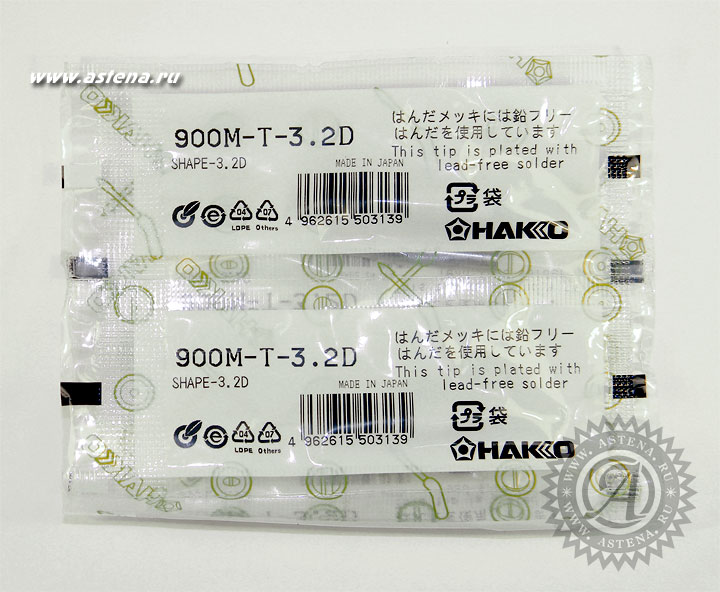 www.astena.ru
900M-T-3.2D
SHAPE-3.2D
MADE IN JAPAN
はんだメッキには鉛フリー
はんだを使用しています
This tip is plated with
lead-free solder
4 962615 503139
04 07
LDPE Others
プラ 袋
HAKKO
900M-T-3.2D
SHAPE-3.2D
MADE IN JAPAN
はんだメッキには鉛フリー
はんだを使用しています
This tip is plated with
lead-free solder
4 962615 503139
04 07
LDPE Others
プラ 袋
HAKKO
WWW.ASTENA.RU
A
WWW.ASTENA.RU